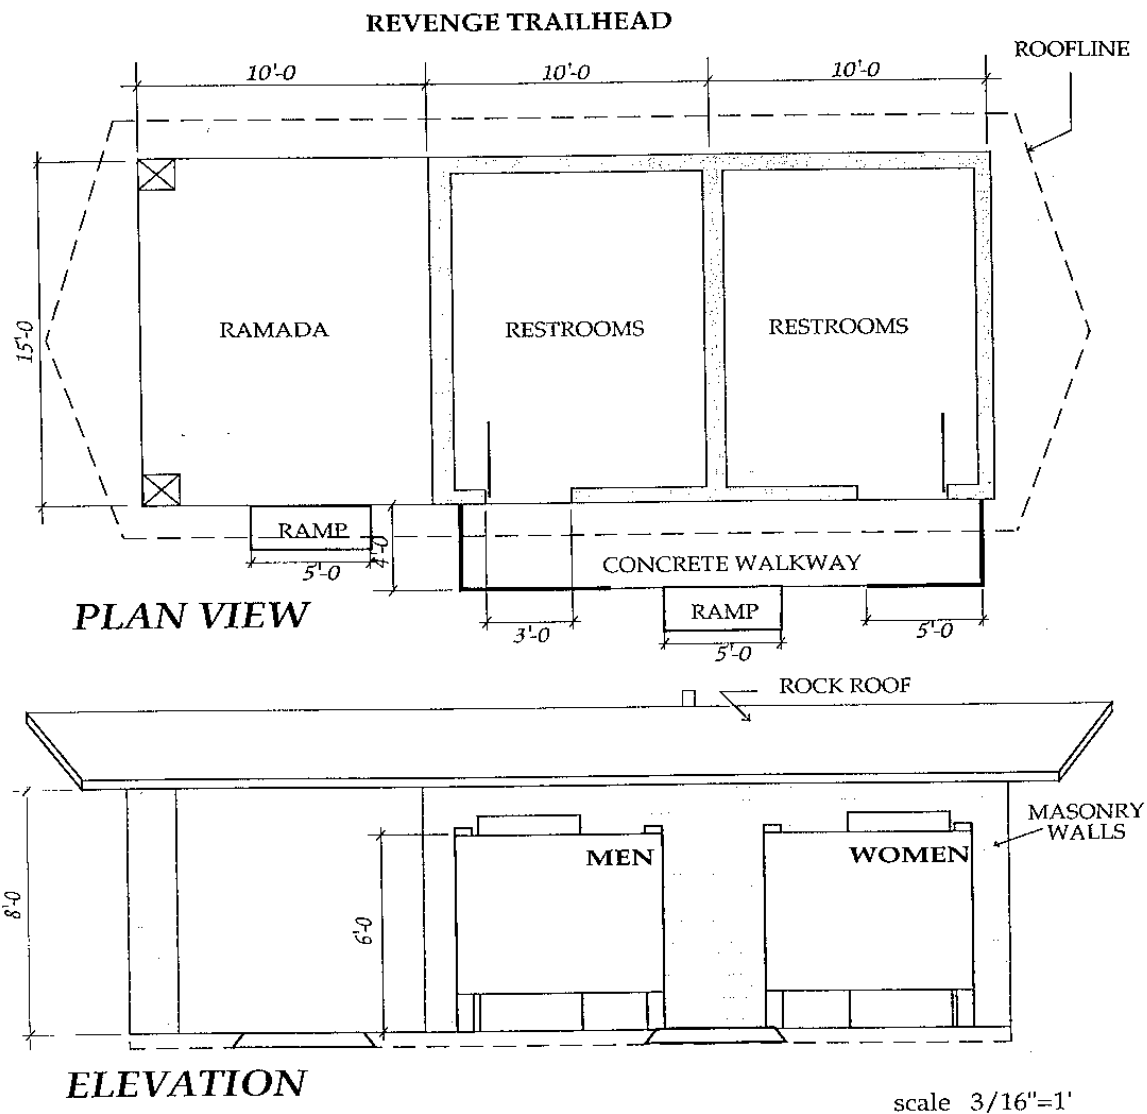 REVENGE TRAILHEAD
ROOFLINE
10'-0
10'-0
10'-0
15'-0
RAMADA
RESTROOMS
RESTROOMS
RAMP
4'-0
5'-0
CONCRETE WALKWAY
PLAN VIEW
RAMP
3'-0
5'-0
5'-0
ROCK ROOF
MASONRY
WALLS
MEN
WOMEN
8'-0
6'-0
ELEVATION
scale 3/16"=1'